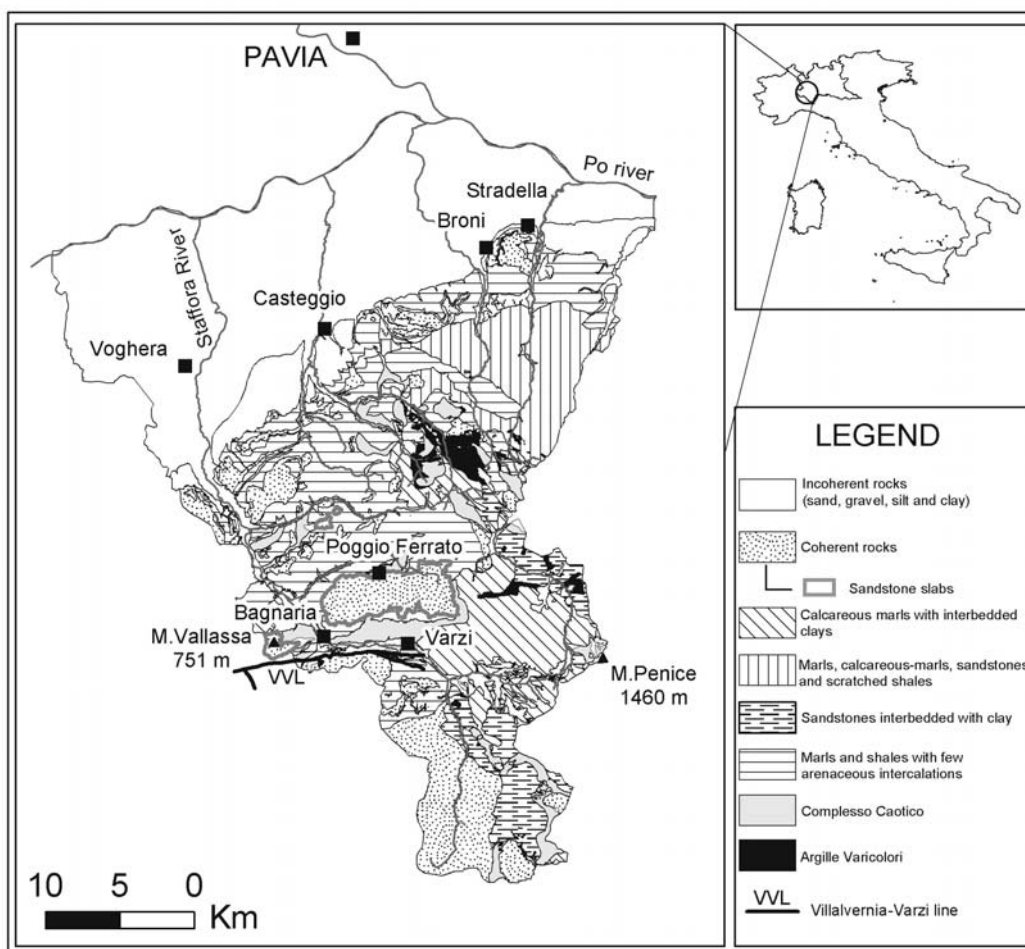 PAVIA
Po river
Stradella
Broni
Staffora River
Casteggio
Voghera
Poggio Ferrato
Bagnaria
M.Vallassa
751 m
Varzi
VVL
M.Penice
1460 m
10 5 0
Km
LEGEND
Incoherent rocks
(sand, gravel, silt and clay)
Coherent rocks
Sandstone slabs
Calcareous marls with interbedded
clays
Marls, calcareous-marls, sandstones
and scratched shales
Sandstones interbedded with clay
Marls and shales with few
arenaceous intercalations
Complesso Caotico
Argille Varicolori
VVL
Villalvernia-Varzi line